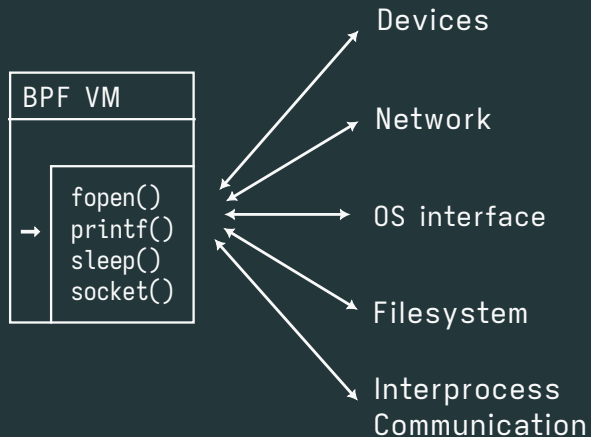 BPF VM
fopen()
printf()
sleep()
socket()
Devices
Network
OS interface
Filesystem
Interprocess
Communication